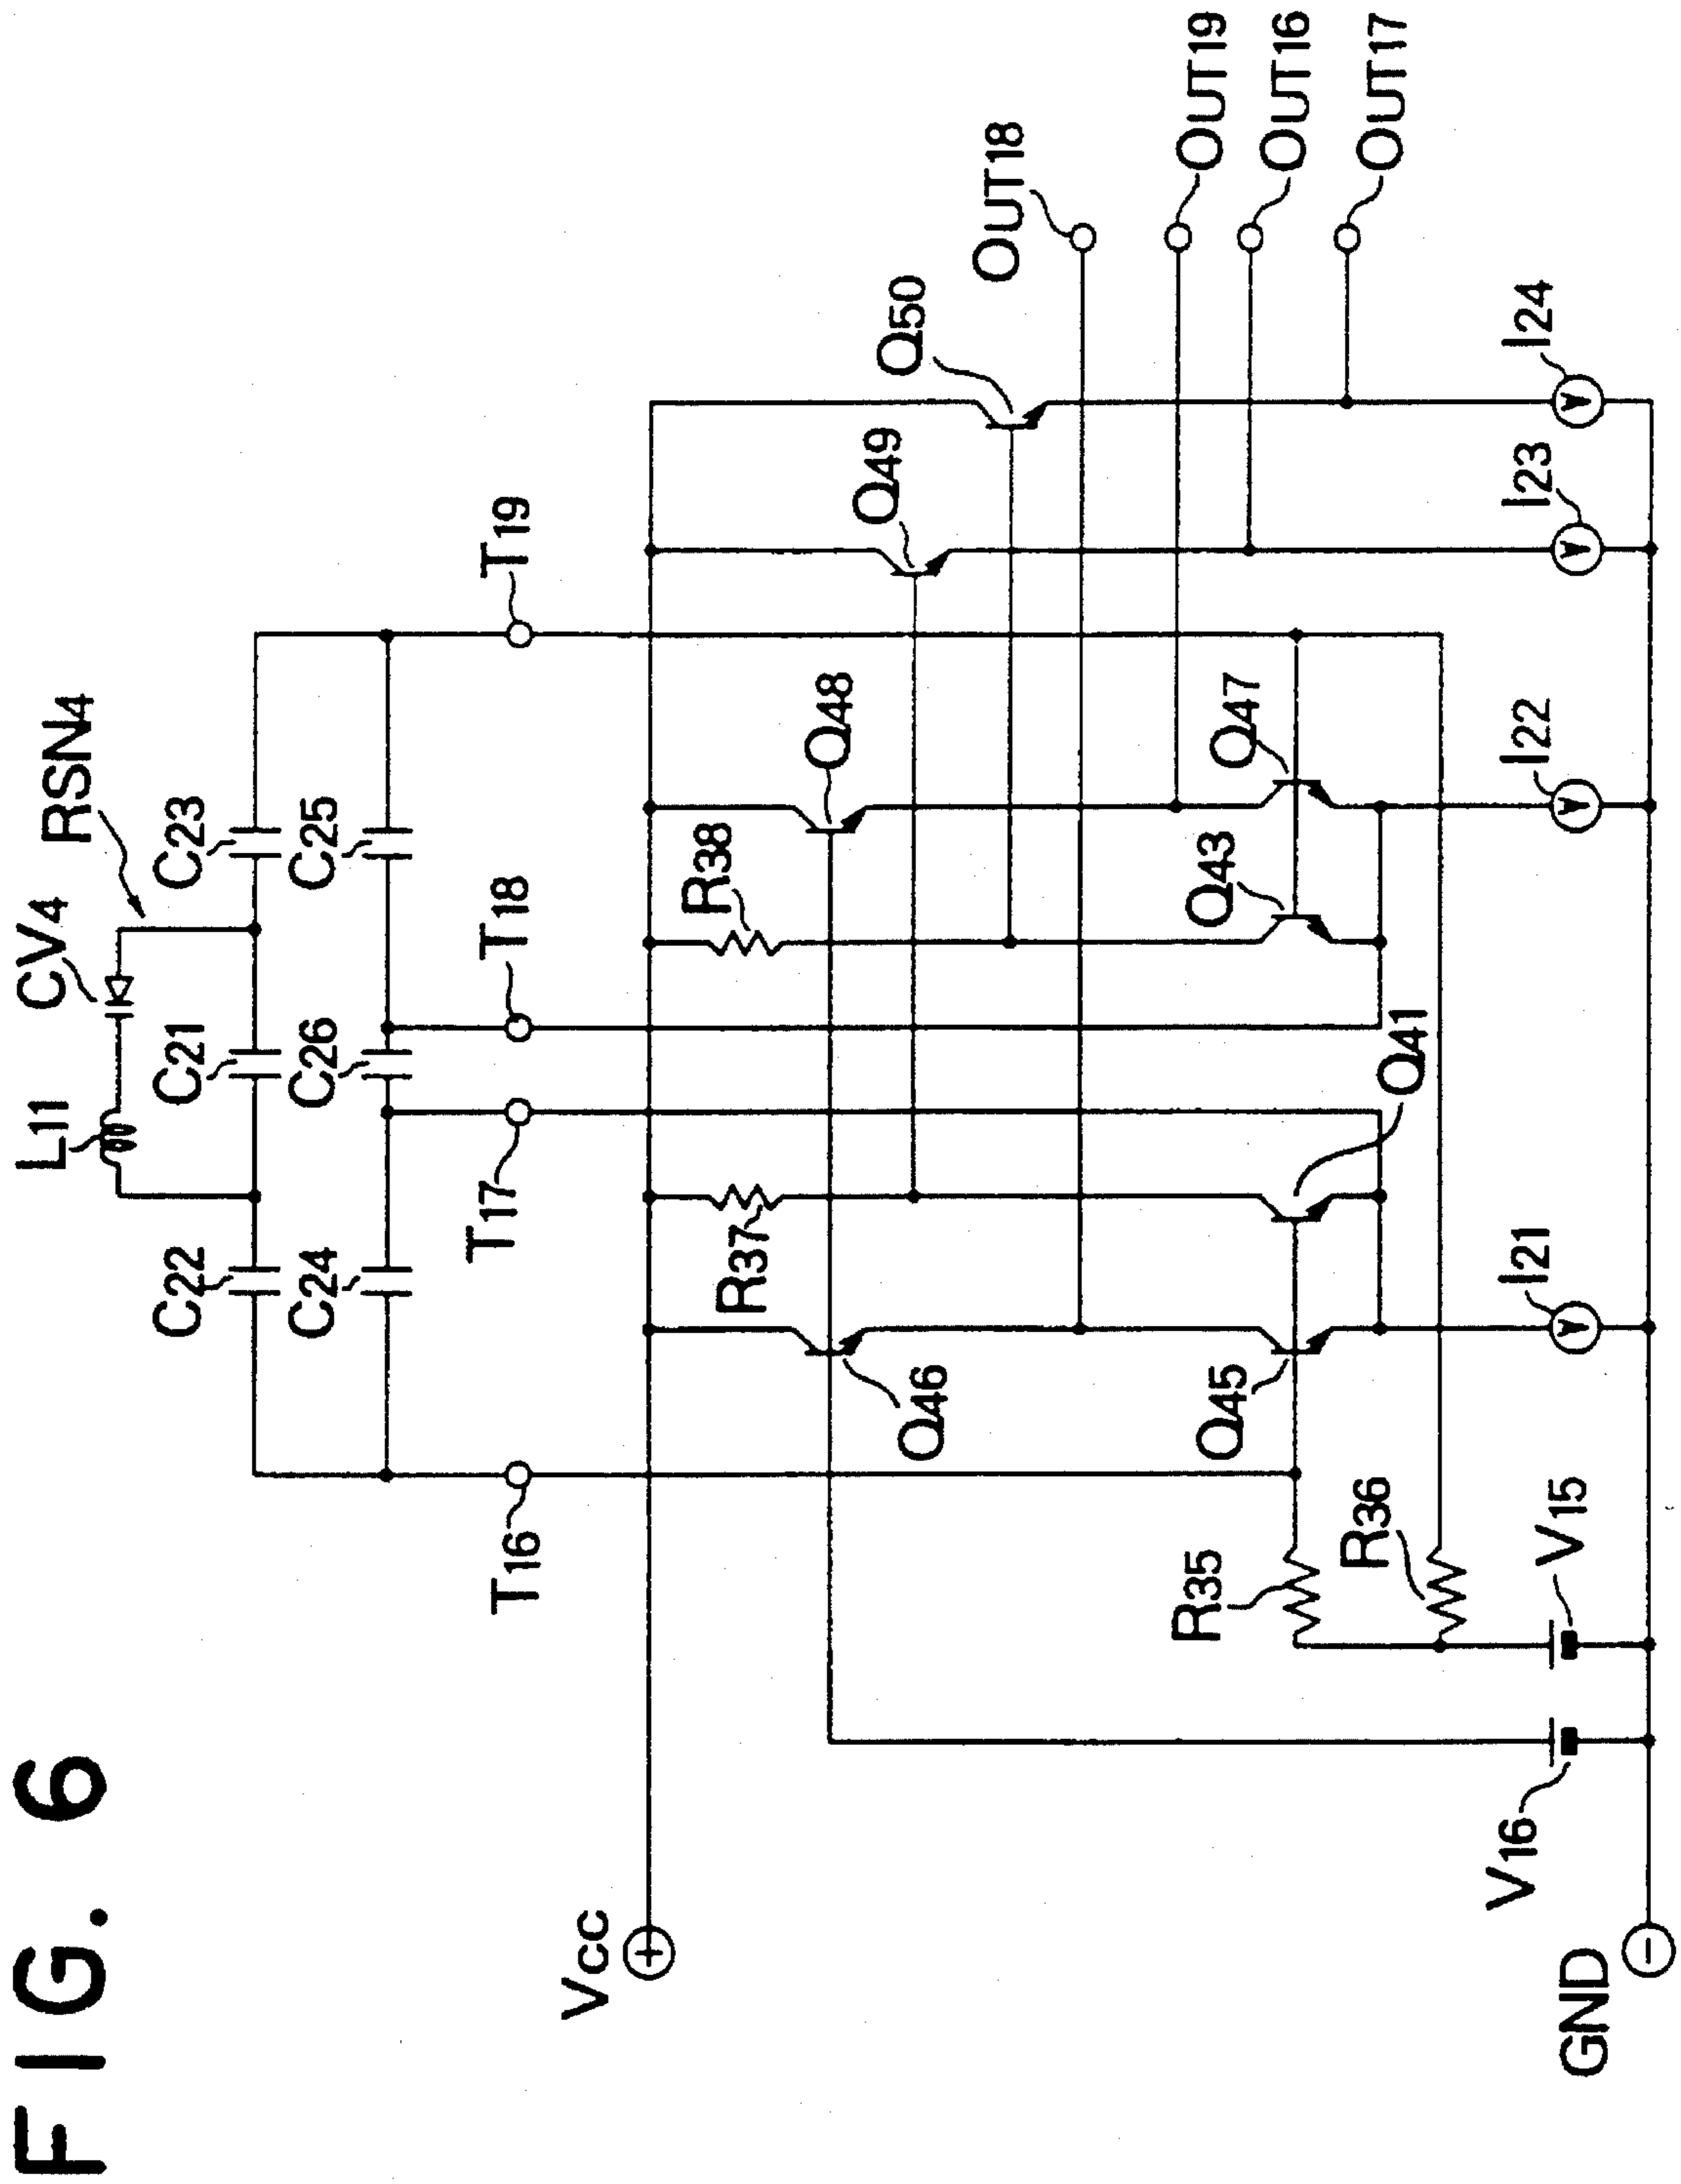 FIG. 6
RSN4
L11
CV4
C22
C21
C23
C24
C26
C25
T16
T17
T18
T19
VCC
R37
R38
Q48
Q49
Q50
Q46
OUT18
OUT19
OUT16
OUT17
Q45
Q41
Q43
Q47
R35
R36
V16
V15
I21
I22
I23
I24
GND